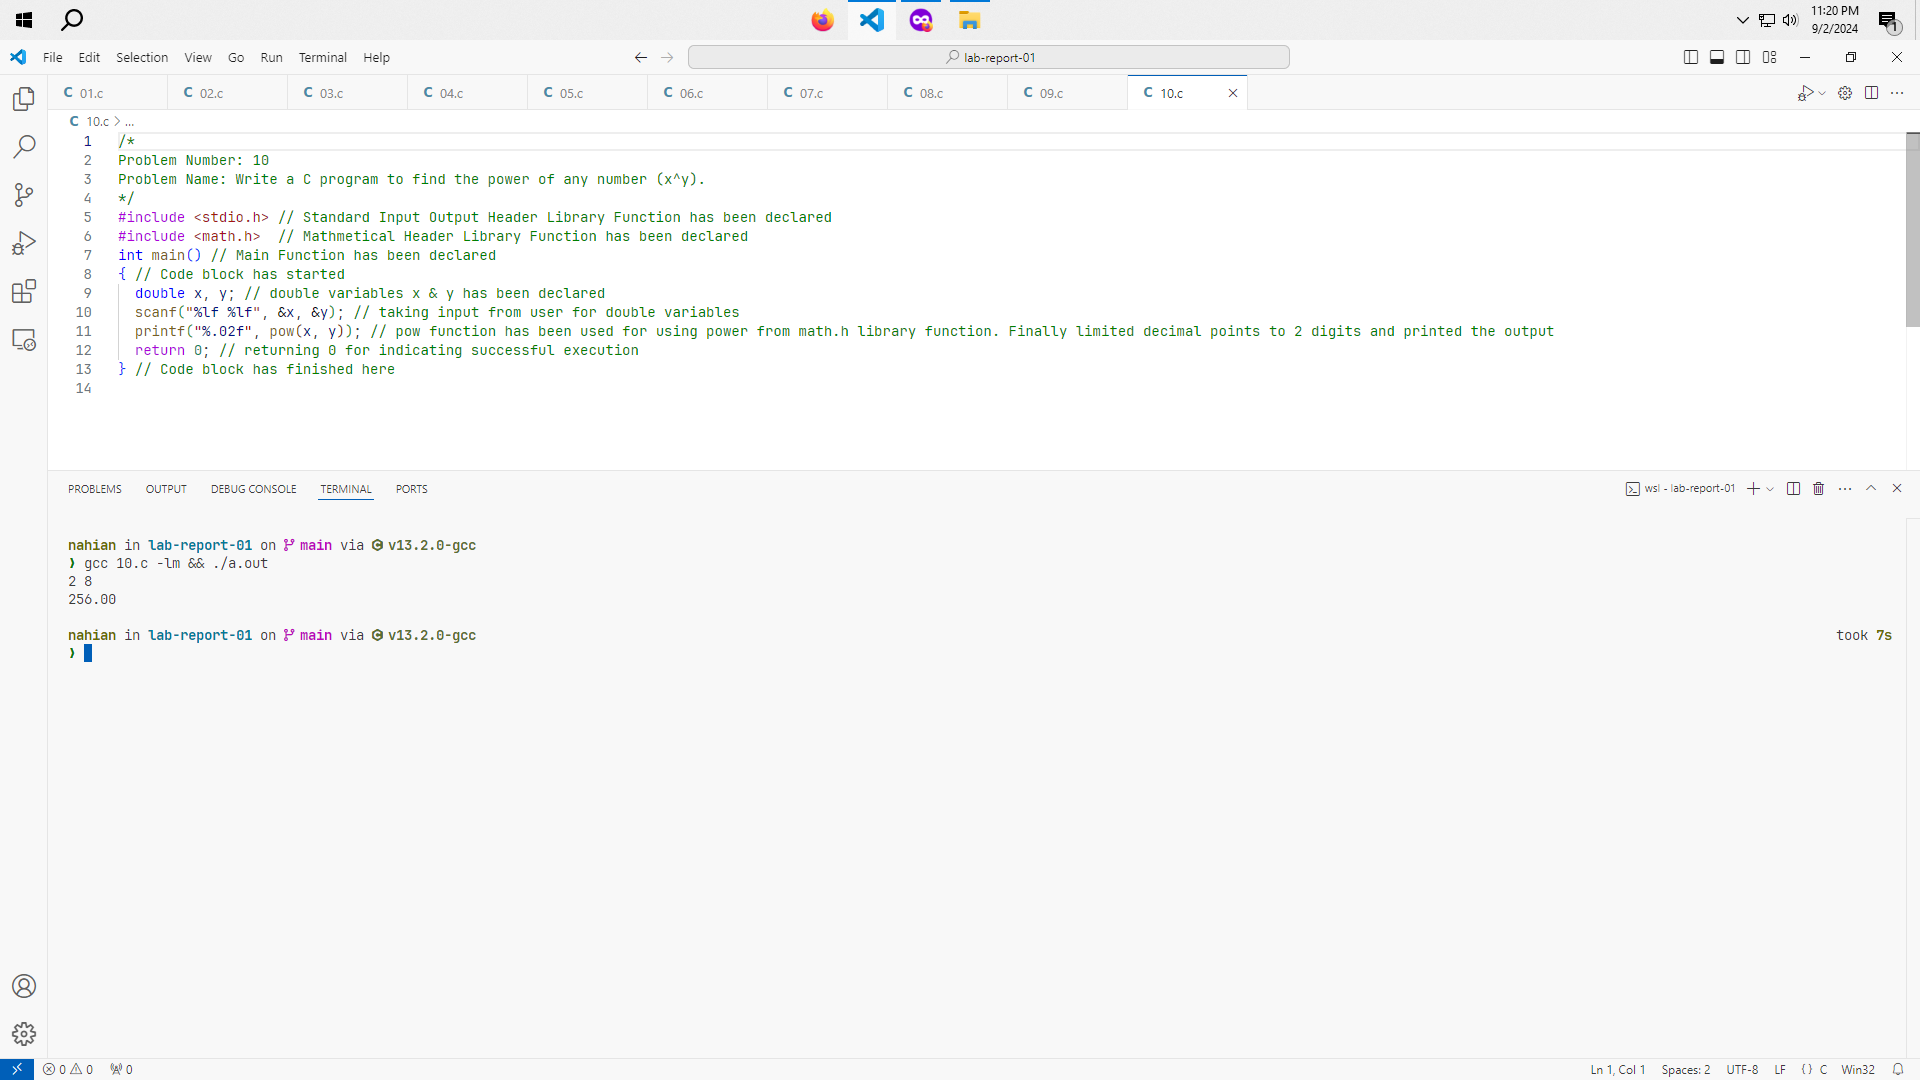 11:20 PM
9/2/2024
1
File Edit Selection View Go Run Terminal Help
lab-report-01
C 01.c C 02.c C 03.c C 04.c C 05.c C 06.c C 07.c C 08.c C 09.c C 10.c
C 10.c > ...
1 /*
2 Problem Number: 10
3 Problem Name: Write a C program to find the power of any number (x^y).
4 */
5 #include <stdio.h> // Standard Input Output Header Library Function has been declared
6 #include <math.h>  // Mathmetical Header Library Function has been declared
7 int main() // Main Function has been declared
8 { // Code block has started
9   double x, y; // double variables x & y has been declared
10   scanf("%lf %lf", &x, &y); // taking input from user for double variables
11   printf("%.02f", pow(x, y)); // pow function has been used for using power from math.h library function. Finally limited decimal points to 2 digits and printed the output
12   return 0; // returning 0 for indicating successful execution
13 } // Code block has finished here
14
PROBLEMS OUTPUT DEBUG CONSOLE TERMINAL PORTS
wsl - lab-report-01
nahian in lab-report-01 on main via C v13.2.0-gcc
❯ gcc 10.c -lm && ./a.out
2 8
256.00
nahian in lab-report-01 on main via C v13.2.0-gcc took 7s
❯
0 0 0
Ln 1, Col 1 Spaces: 2 UTF-8 LF {} C Win32